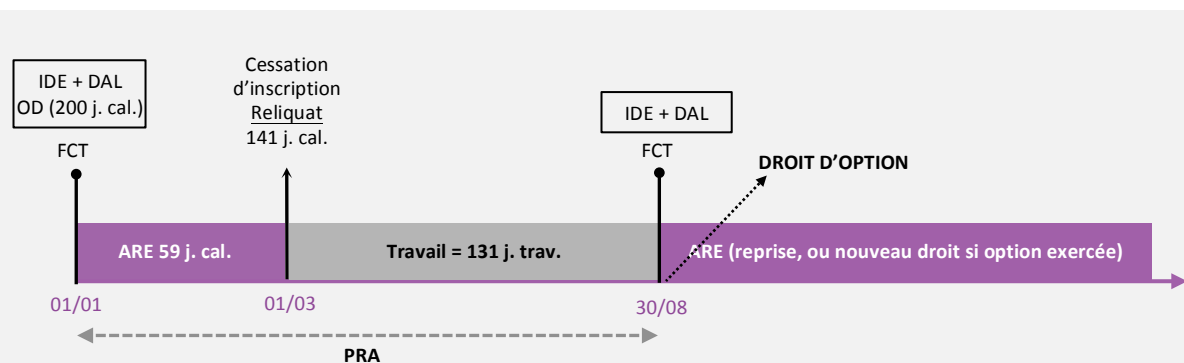 IDE + DAL
OD (200 j. cal.)
FCT
Cessation
d’inscription
Reliquat
141 j. cal.
IDE + DAL
FCT
DROIT D’OPTION
ARE 59 j. cal.
Travail = 131 j. trav.
ARE (reprise, ou nouveau droit si option exercée)
01/01
01/03
30/08
PRA